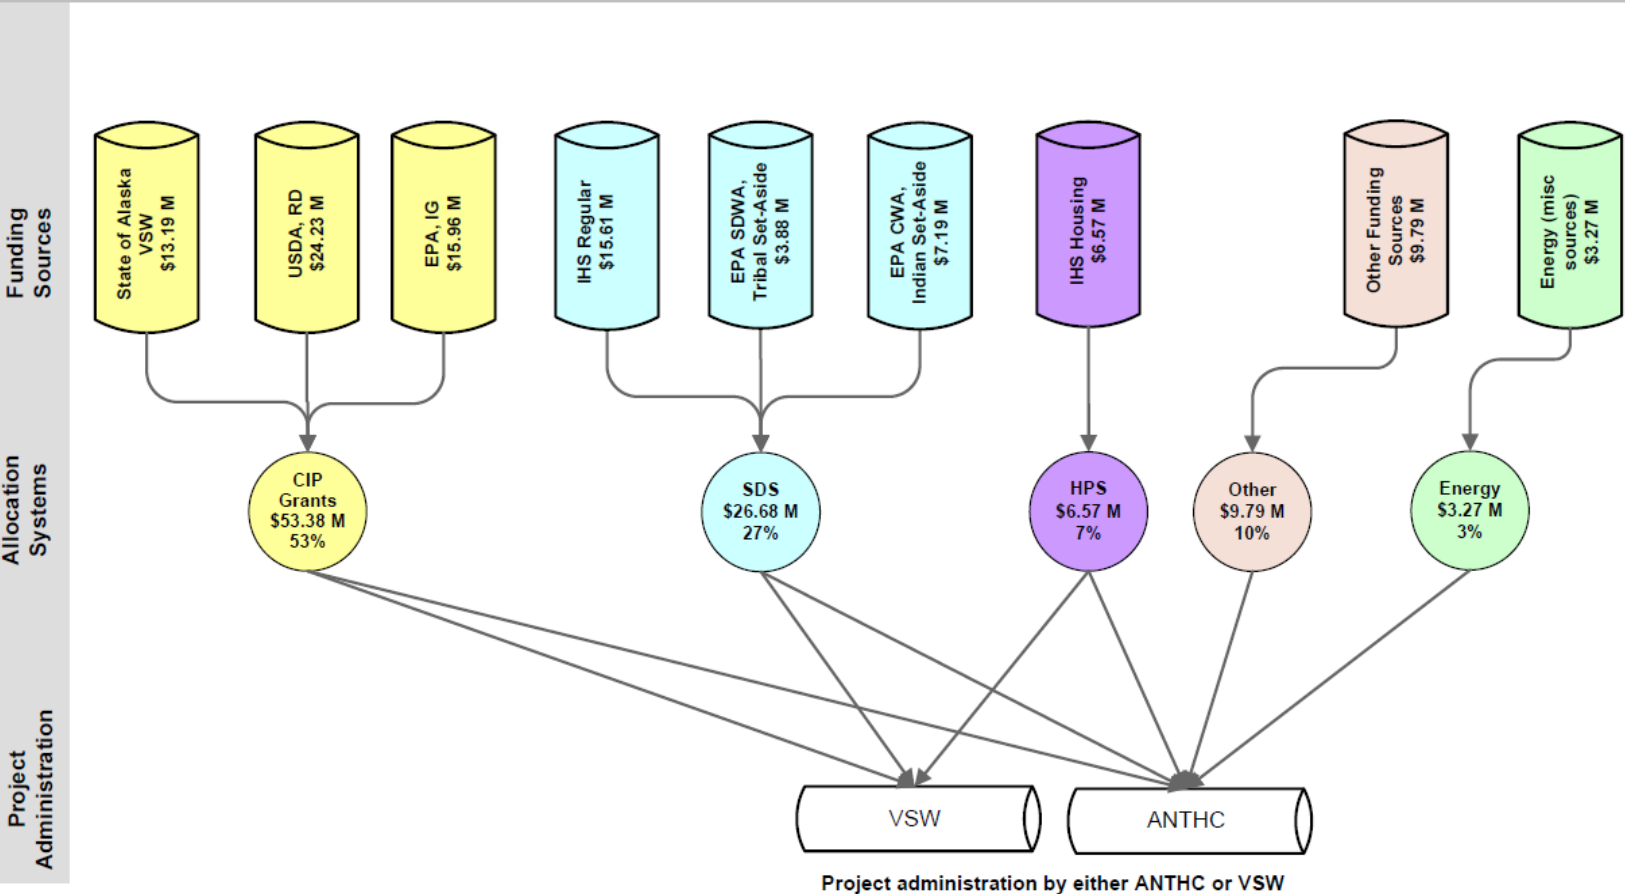 Funding
Sources
State of Alaska
VSW
$13.19 M
USDA, RD
$24.23 M
EPA, IG
$15.96 M
IHS Regular
$15.61 M
EPA SDWA,
Tribal Set-Aside
$3.88 M
EPA CWA,
Indian Set-Aside
$7.19 M
IHS Housing
$6.57 M
Other Funding
Sources
$9.79 M
Energy (misc
sources)
$3.27 M
Allocation
Systems
CIP
Grants
$53.38 M
53%
SDS
$26.68 M
27%
HPS
$6.57 M
7%
Other
$9.79 M
10%
Energy
$3.27 M
3%
Project
Administration
VSW
ANTHC
Project administration by either ANTHC or VSW